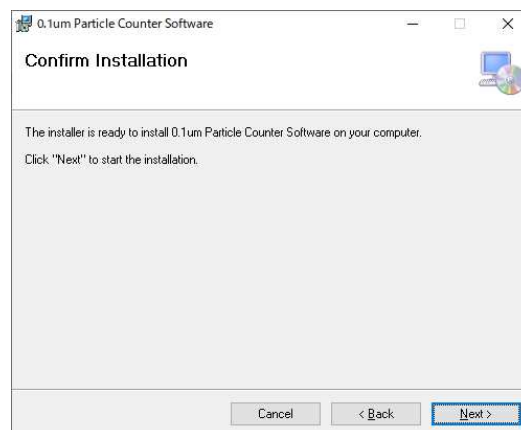 0.1um Particle Counter Software
Confirm Installation
The installer is ready to install 0.1um Particle Counter Software on your computer.
Click "Next" to start the installation.
Cancel
< Back
Next >